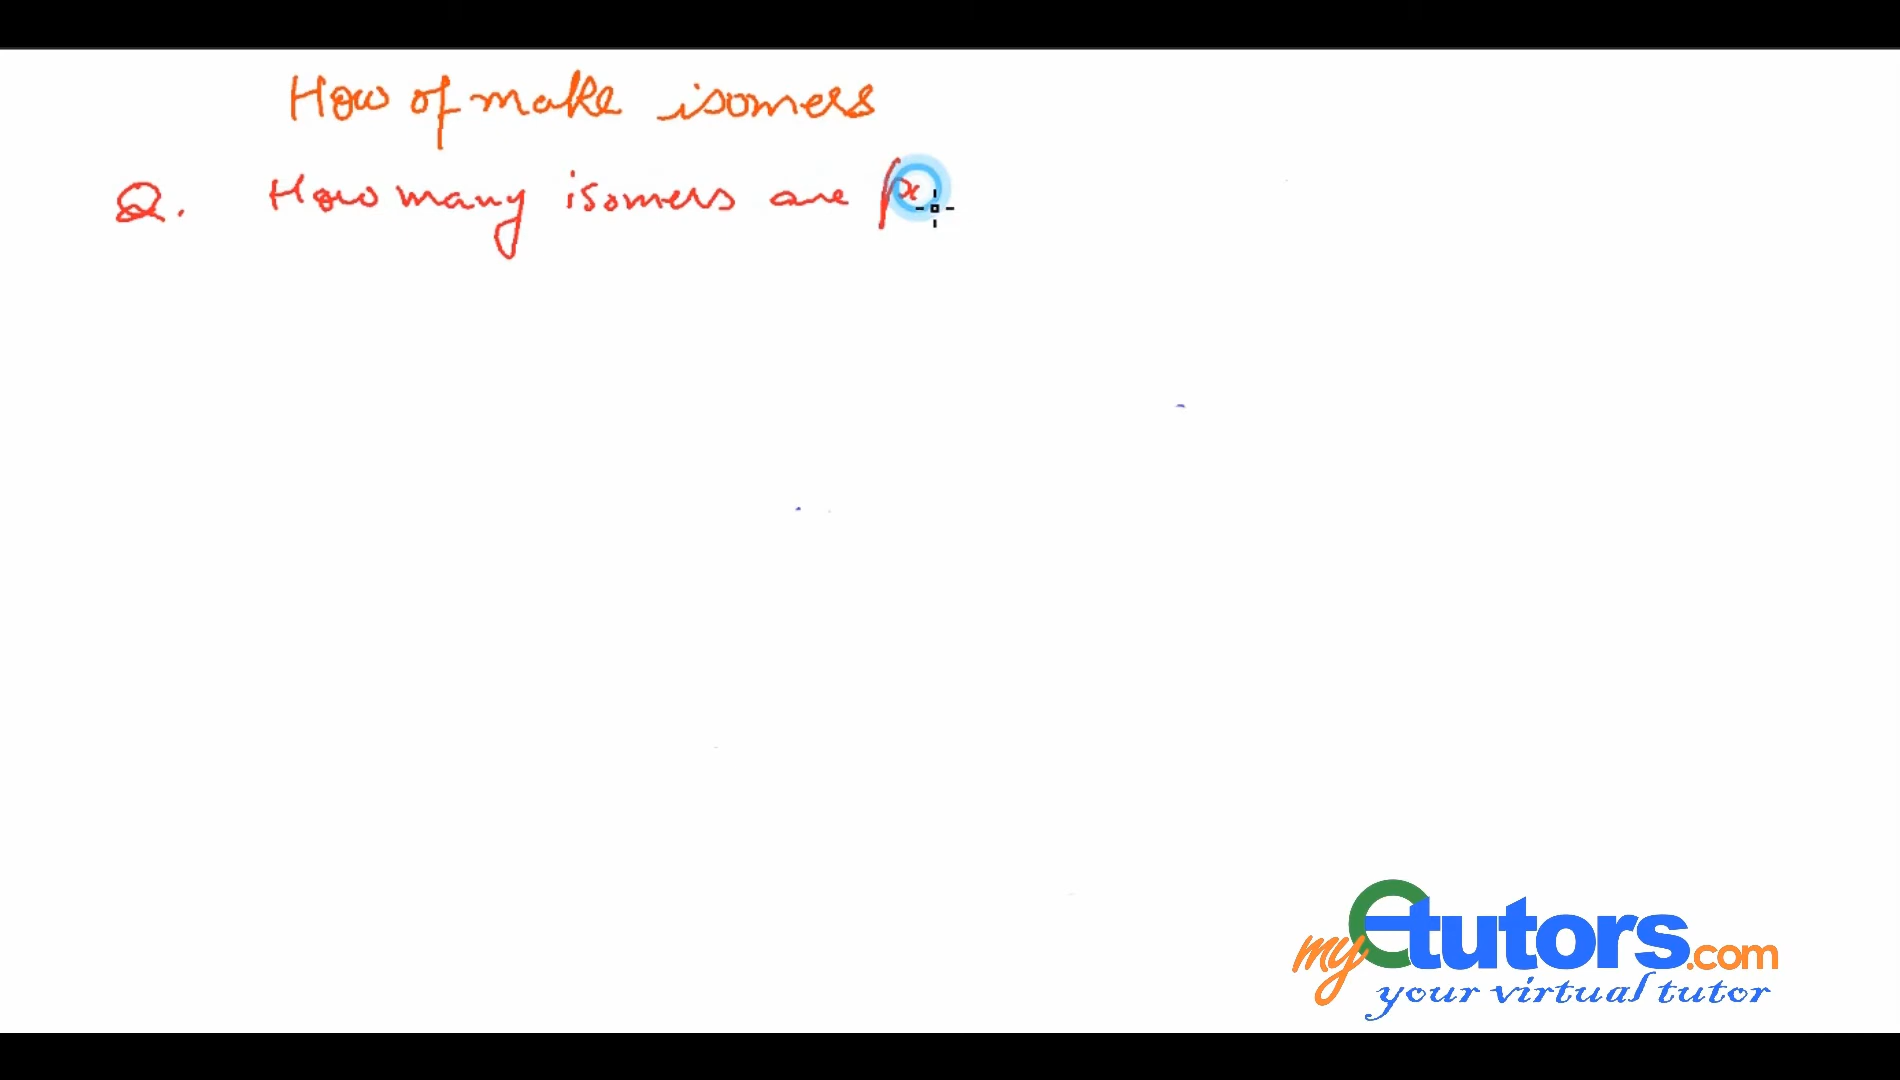 How of make isomers
Q. How many isomers are
myetutors.com
your virtual tutor